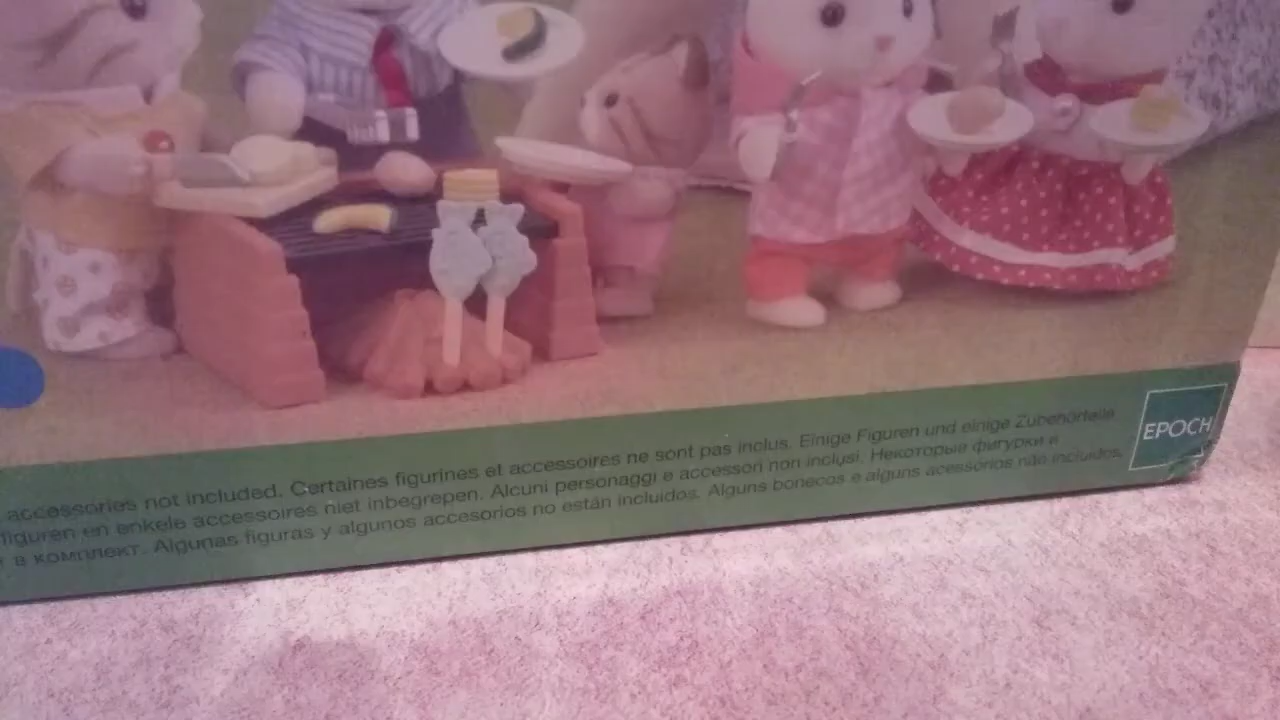 accessories not included. Certaines figurines et accessoires ne sont pas inclus. Einige Figuren und einige Zubehörteile
figuren en enkele accessoires niet inbegrepen. Alcuni personaggi e accessori non inclusi. Некоторые фигурки и
в комплект. Algunas figuras y algunos accesorios no están incluidos. Alguns bonecos e alguns acessórios não incluídos.
EPOCH